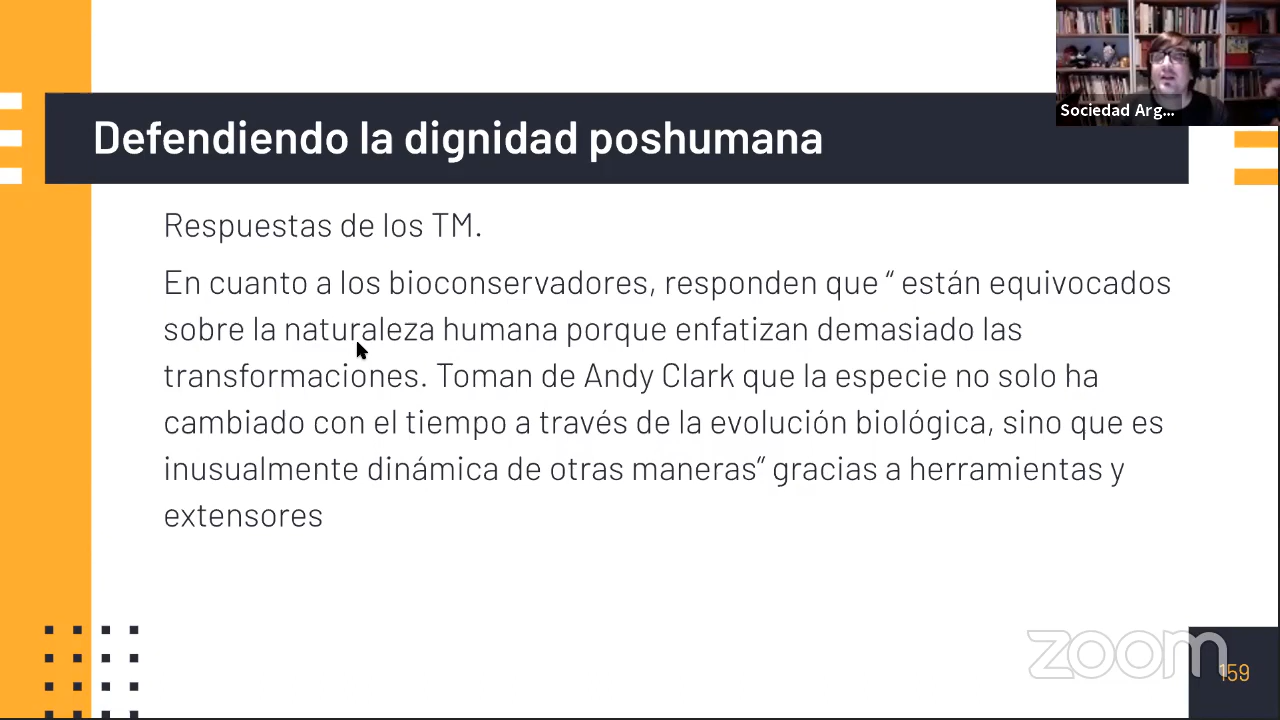 Sociedad Arg...
Defendiendo la dignidad poshumana
Respuestas de los TM.
En cuanto a los bioconservadores, responden que “ están equivocados
sobre la naturaleza humana porque enfatizan demasiado las
transformaciones. Toman de Andy Clark que la especie no solo ha
cambiado con el tiempo a través de la evolución biológica, sino que es
inusualmente dinámica de otras maneras” gracias a herramientas y
extensores
zoom
159